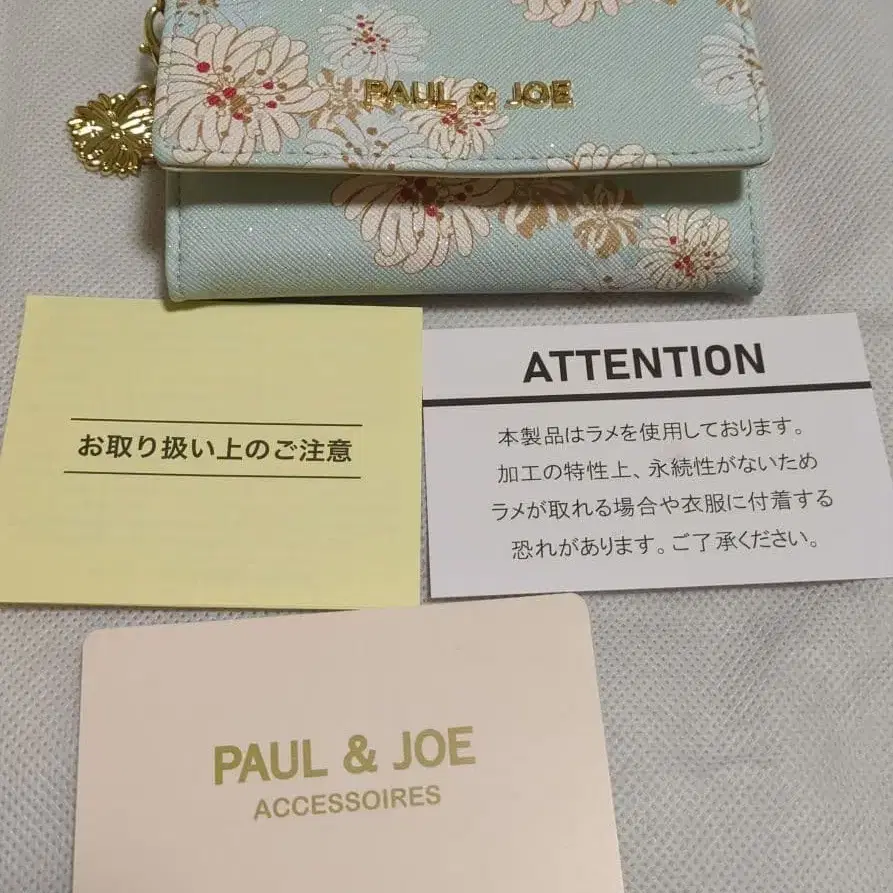 PAUL & JOE
お取り扱い上のご注意
ATTENTION
本製品はラメを使用しております。
加工の特性上、永続性がないため
ラメが取れる場合や衣服に付着する
恐れがあります。ご了承ください。
PAUL & JOE
ACCESSOIRES